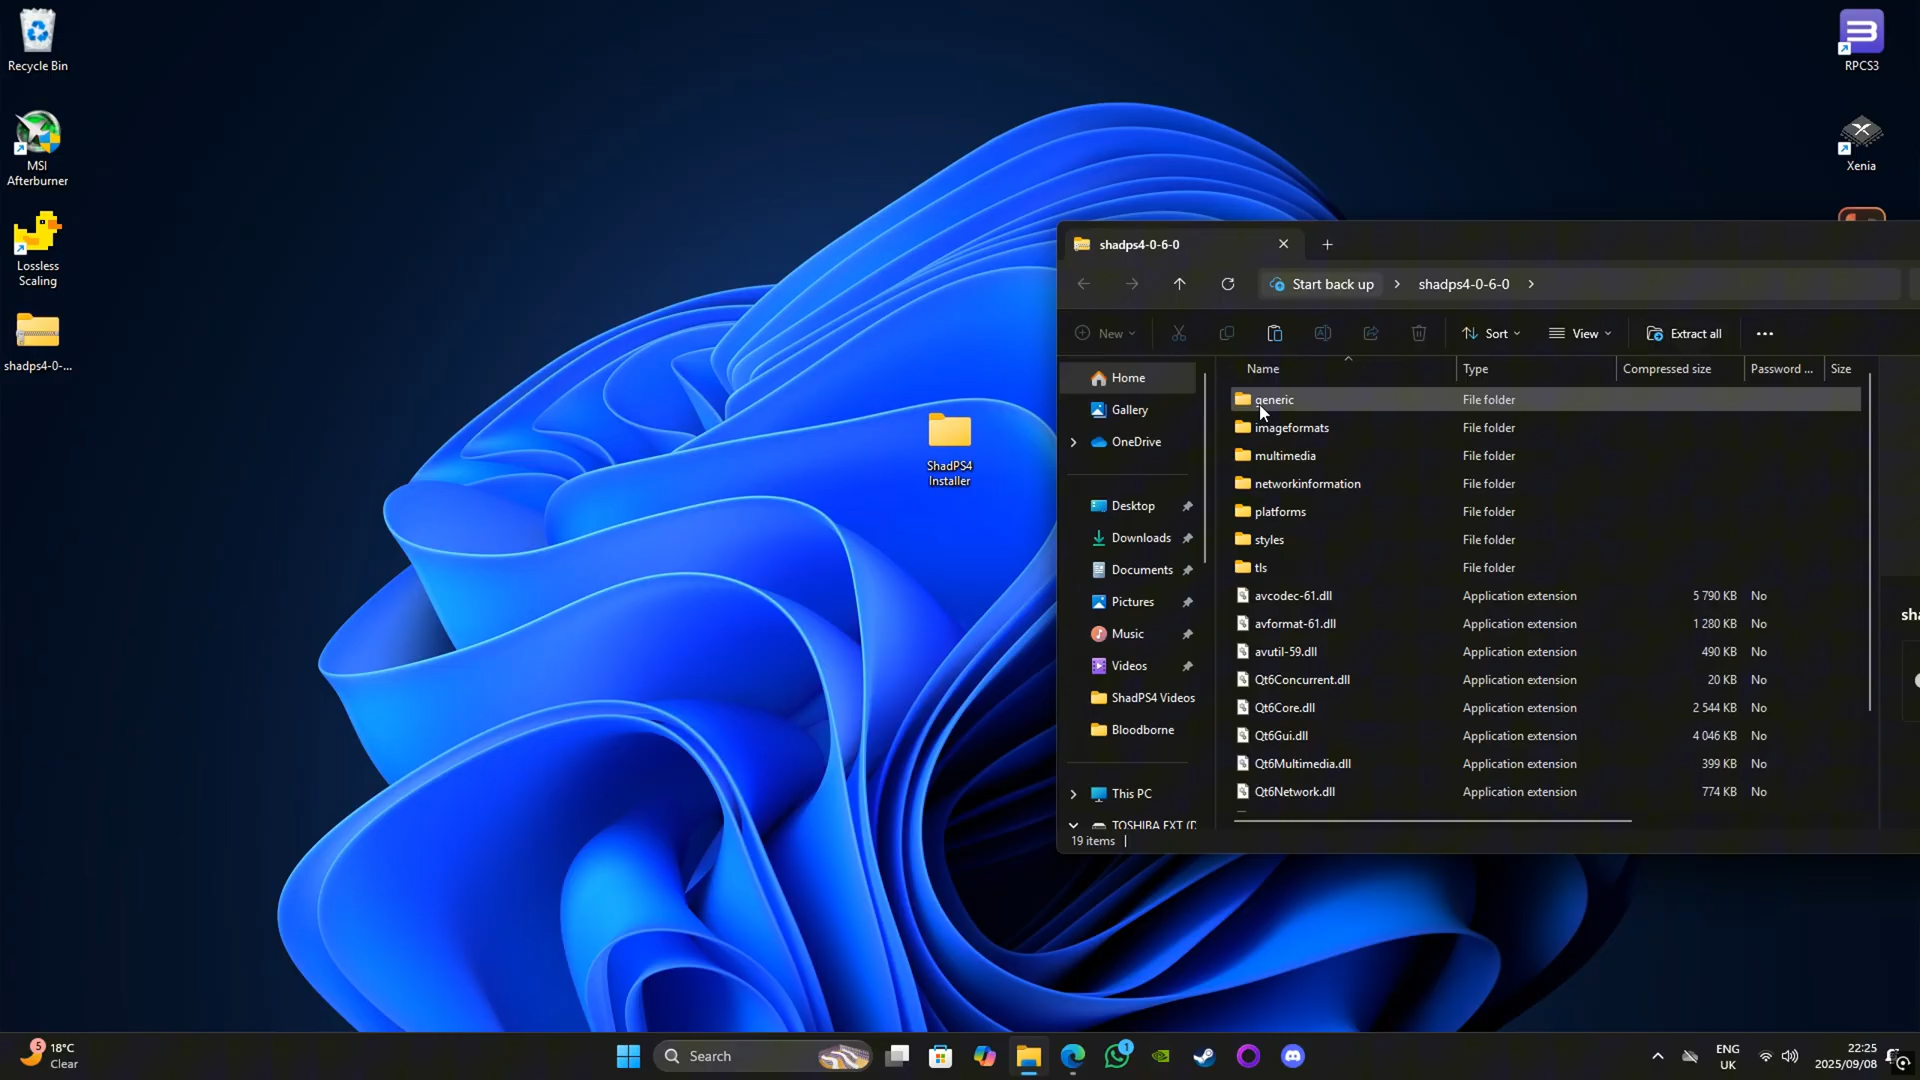 Recycle Bin
MSI
Afterburner
Lossless
Scaling
shadps4-0-...
ShadPS4
Installer
RPCS3
Xenia
shadps4-0-6-0
Start back up
shadps4-0-6-0
New
Sort
View
Extract all
Name
Type
Compressed size
Password ...
Size
Home
Gallery
OneDrive
Desktop
Downloads
Documents
Pictures
Music
Videos
ShadPS4 Videos
Bloodborne
This PC
TOSHIBA EXT (D
generic File folder
imageformats File folder
multimedia File folder
networkinformation File folder
platforms File folder
styles File folder
tls File folder
avcodec-61.dll Application extension 5 790 KB No
avformat-61.dll Application extension 1 280 KB No
avutil-59.dll Application extension 490 KB No
Qt6Concurrent.dll Application extension 20 KB No
Qt6Core.dll Application extension 2 544 KB No
Qt6Gui.dll Application extension 4 046 KB No
Qt6Multimedia.dll Application extension 399 KB No
Qt6Network.dll Application extension 774 KB No
sha
19 items
5
18°C
Clear
Search
1
ENG
UK
22:25
2025/09/08